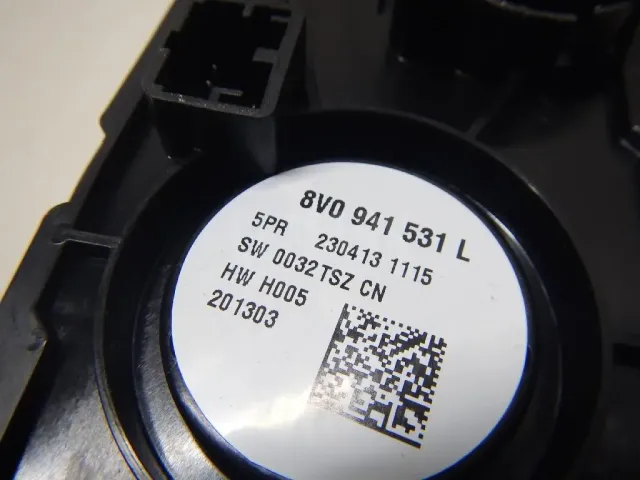 8V0 941 531 L
5PR 230413 1115
SW 0032TSZ CN
HW H005
201303